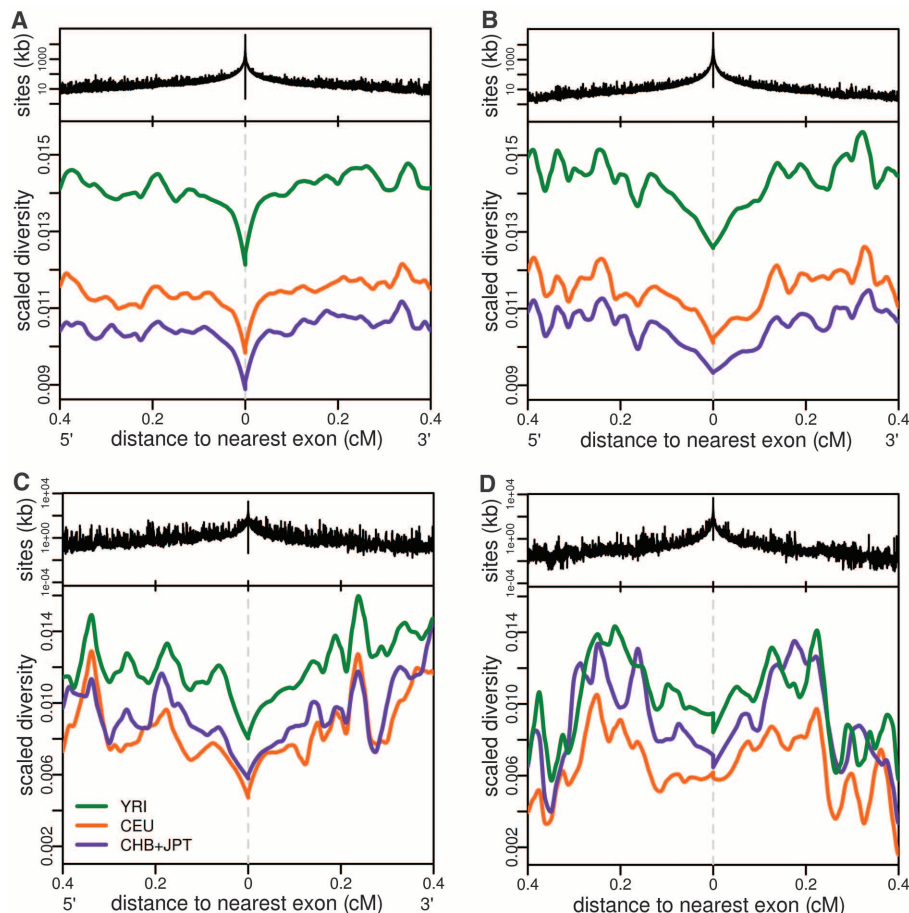 A
sites (kb)
10 1000
scaled diversity
0.009 0.011 0.013 0.015
0.4 0.2 0 0.2 0.4
5' distance to nearest exon (cM) 3'
B
sites (kb)
10 1000
scaled diversity
0.009 0.011 0.013 0.015
0.4 0.2 0 0.2 0.4
5' distance to nearest exon (cM) 3'
C
sites (kb)
1e-04 1e+00 1e+04
scaled diversity
0.002 0.006 0.010 0.014
YRI
CEU
CHB+JPT
0.4 0.2 0 0.2 0.4
5' distance to nearest exon (cM) 3'
D
sites (kb)
1e-04 1e+00 1e+04
scaled diversity
0.002 0.006 0.010 0.014
0.4 0.2 0 0.2 0.4
5' distance to nearest exon (cM) 3'